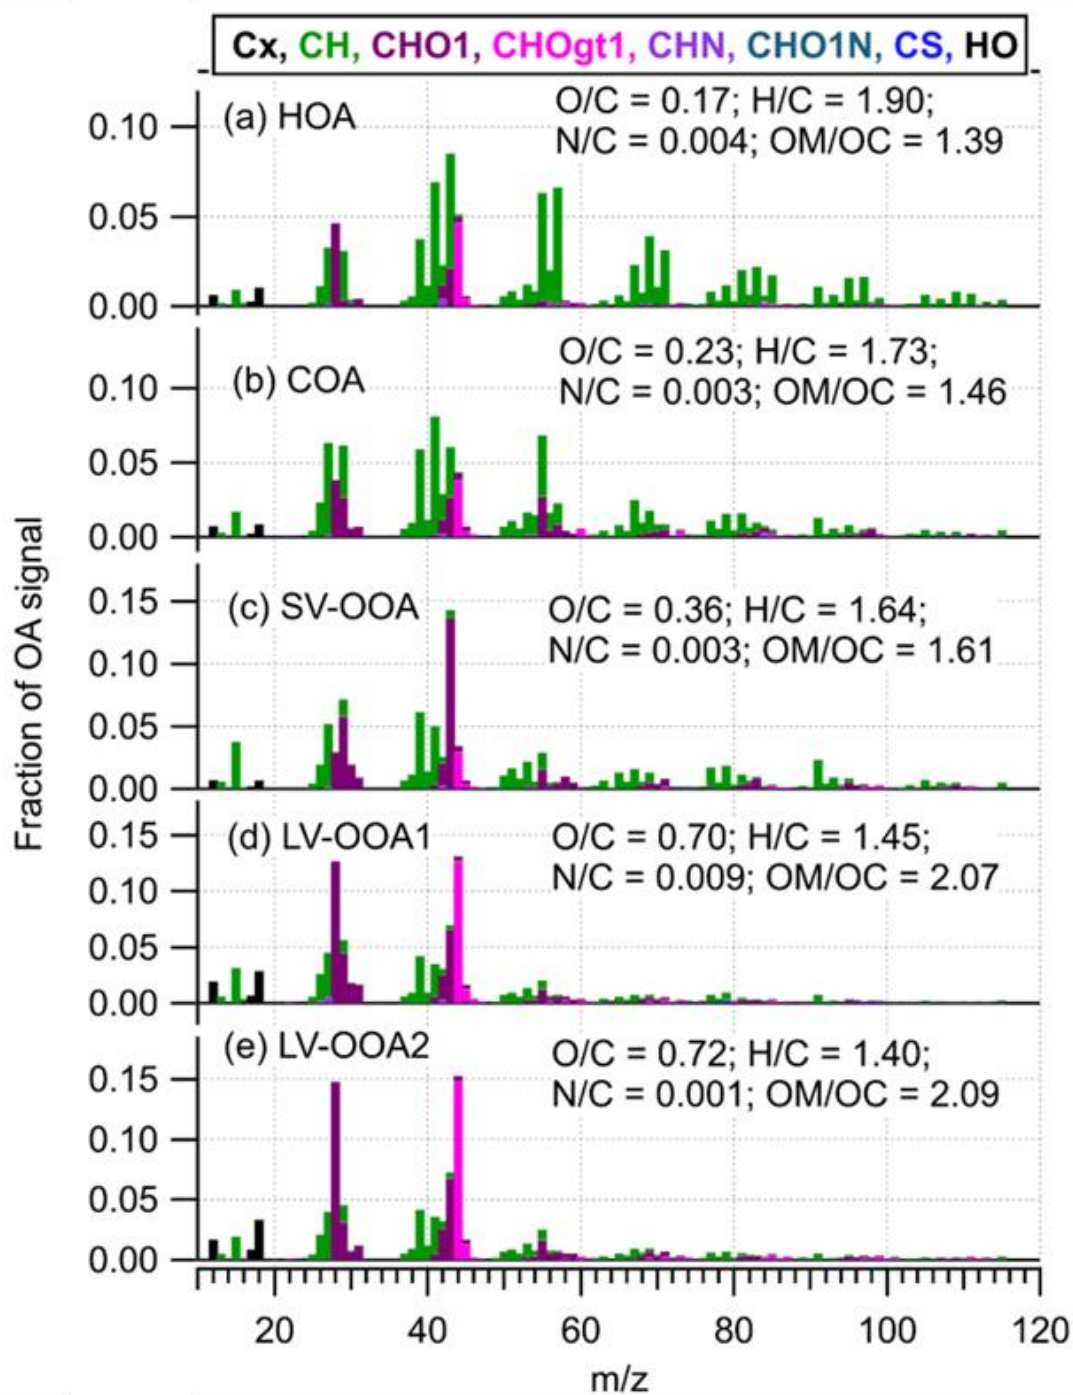 Cx, CH, CHO1, CHOgt1, CHN, CHO1N, CS, HO
Fraction of OA signal
(a) HOA
O/C = 0.17; H/C = 1.90;
N/C = 0.004; OM/OC = 1.39
0.10
0.05
0.00
(b) COA
O/C = 0.23; H/C = 1.73;
N/C = 0.003; OM/OC = 1.46
0.10
0.05
0.00
(c) SV-OOA
O/C = 0.36; H/C = 1.64;
N/C = 0.003; OM/OC = 1.61
0.15
0.10
0.05
0.00
(d) LV-OOA1
O/C = 0.70; H/C = 1.45;
N/C = 0.009; OM/OC = 2.07
0.15
0.10
0.05
0.00
(e) LV-OOA2
O/C = 0.72; H/C = 1.40;
N/C = 0.001; OM/OC = 2.09
0.15
0.10
0.05
0.00
20 40 60 80 100 120
m/z